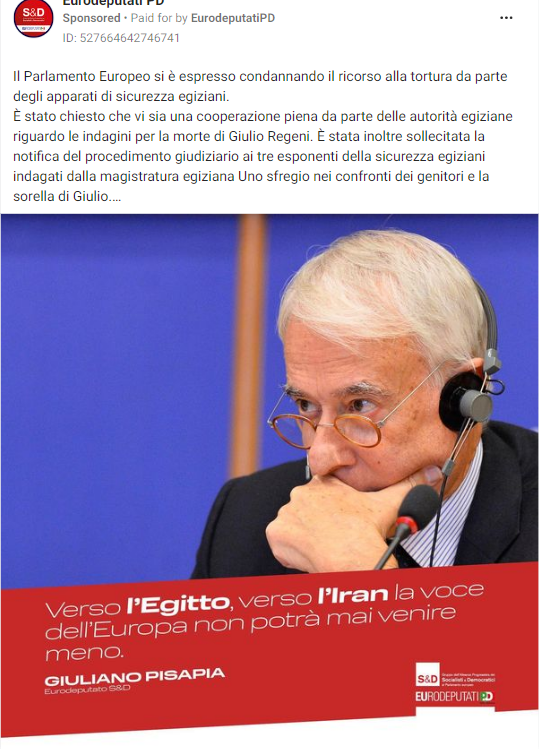 Eurodeputati PD
Sponsored • Paid for by EurodeputatiPD
ID: 527664642746741
Il Parlamento Europeo si è espresso condannando il ricorso alla tortura da parte
degli apparati di sicurezza egiziani.
È stato chiesto che vi sia una cooperazione piena da parte delle autorità egiziane
riguardo le indagini per la morte di Giulio Regeni. È stata inoltre sollecitata la
notifica del procedimento giudiziario ai tre esponenti della sicurezza egiziani
indagati dalla magistratura egiziana Uno sfregio nei confronti dei genitori e la
sorella di Giulio....
Verso l'Egitto, verso l'Iran la voce
dell'Europa non potrà mai venire
meno.
GIULIANO PISAPIA
Eurodeputato S&D
S&D
Socialisti e Democratici
EURODEPUTATI PD